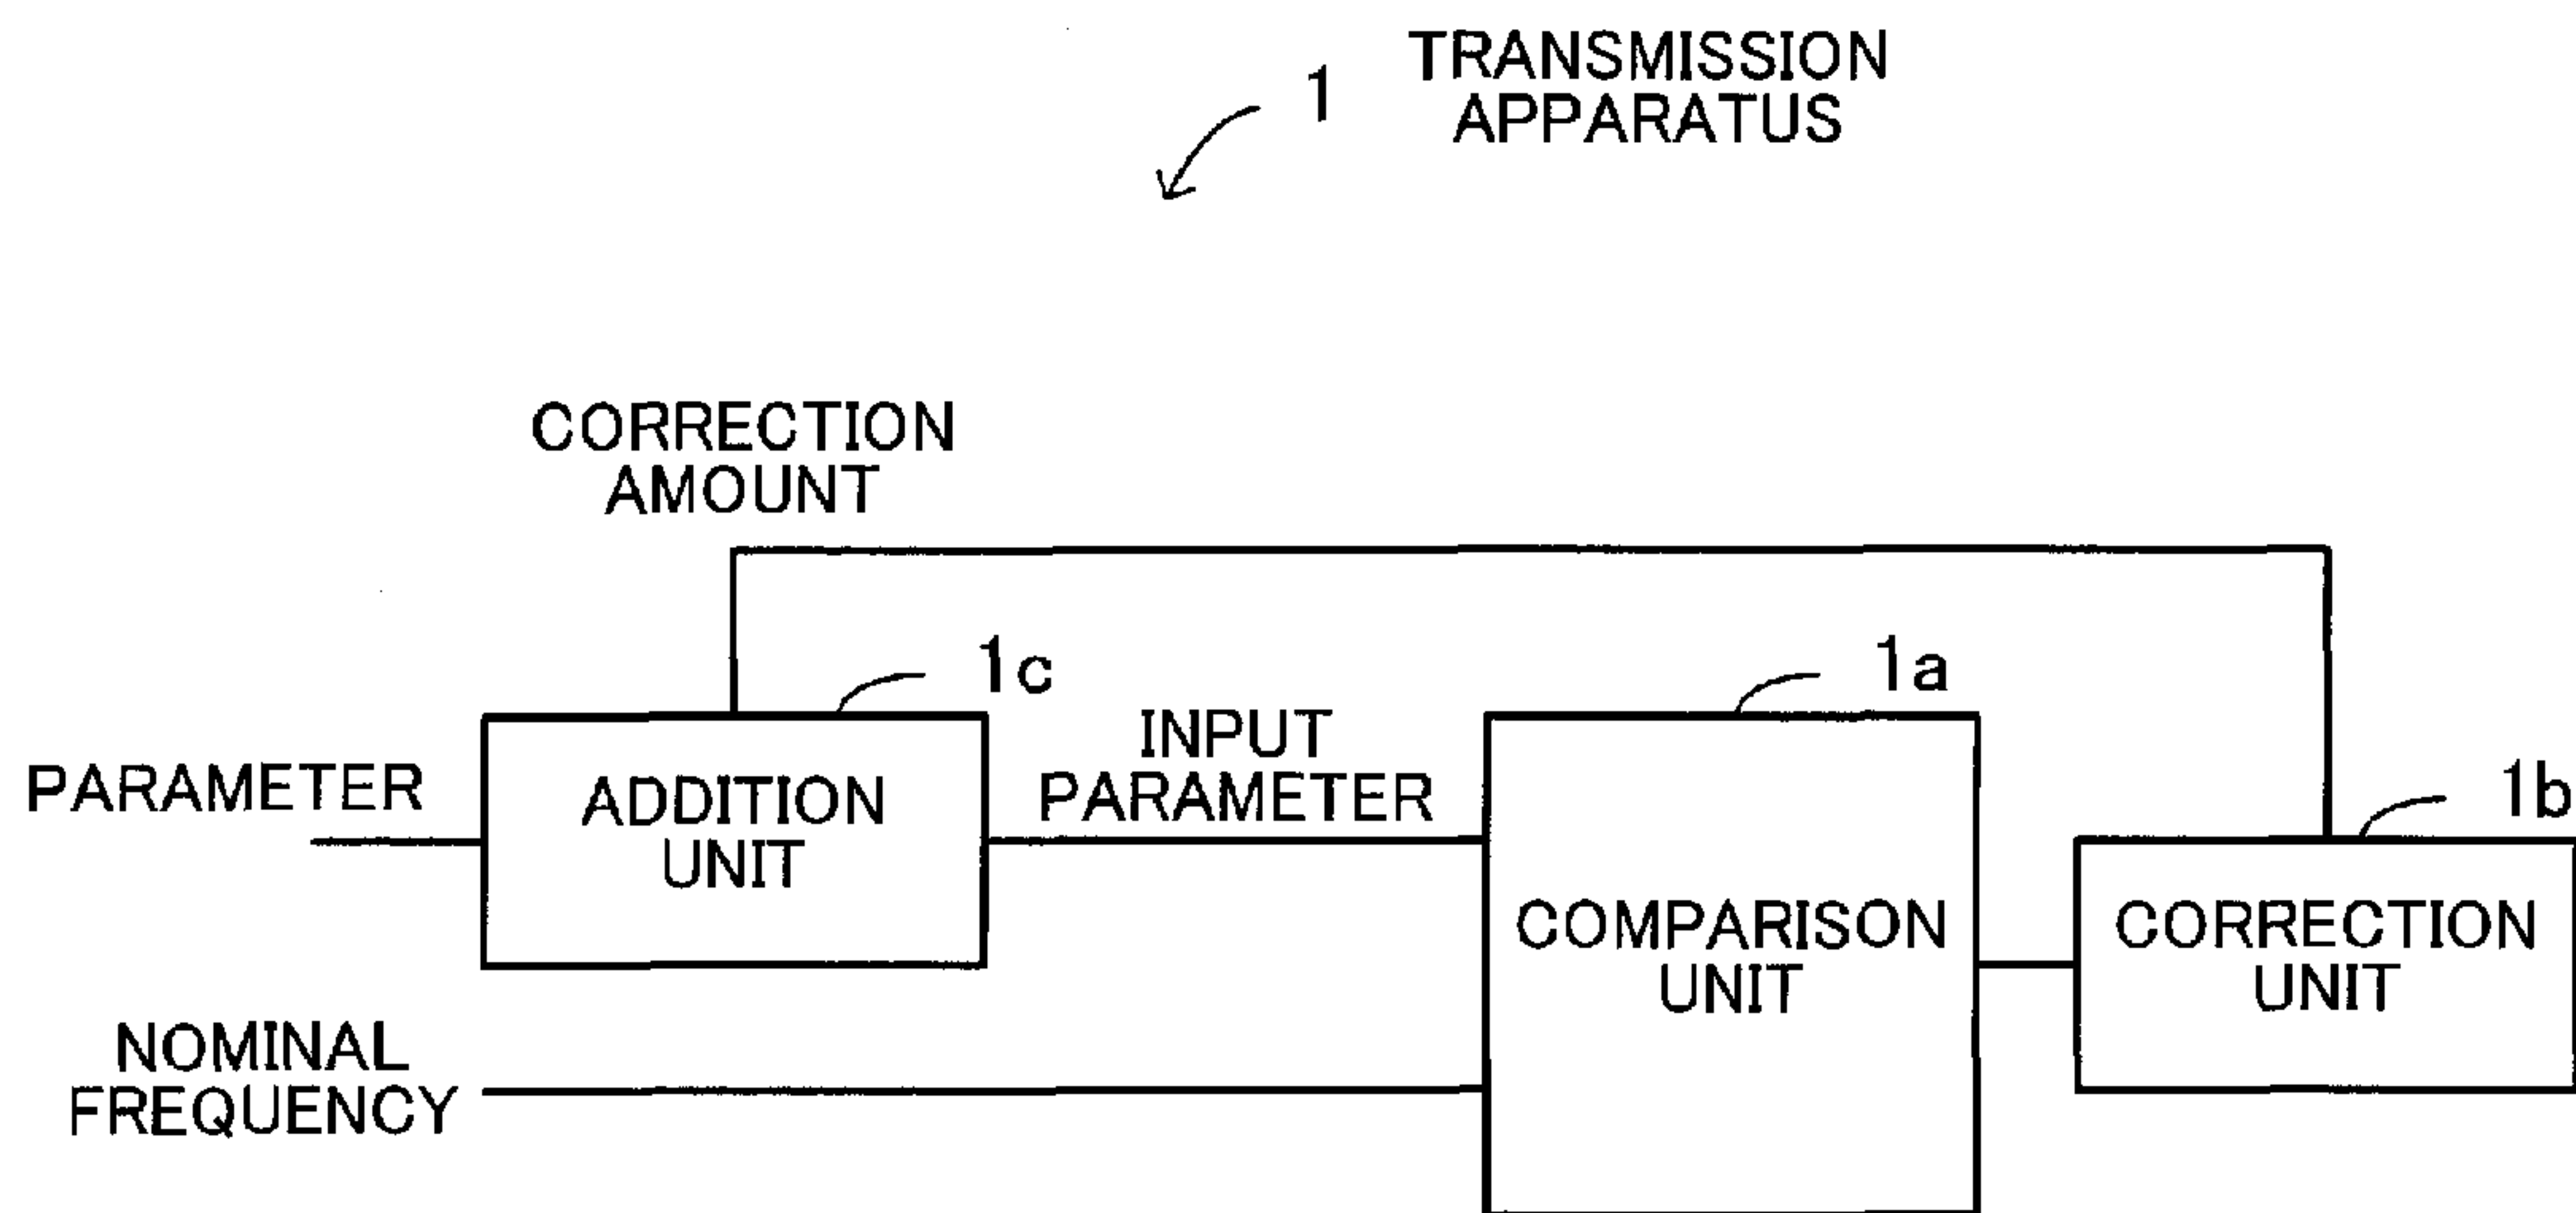 1
TRANSMISSION
APPARATUS
CORRECTION
AMOUNT
1c
1a
INPUT
PARAMETER
PARAMETER
ADDITION
UNIT
1b
COMPARISON
UNIT
CORRECTION
UNIT
NOMINAL
FREQUENCY